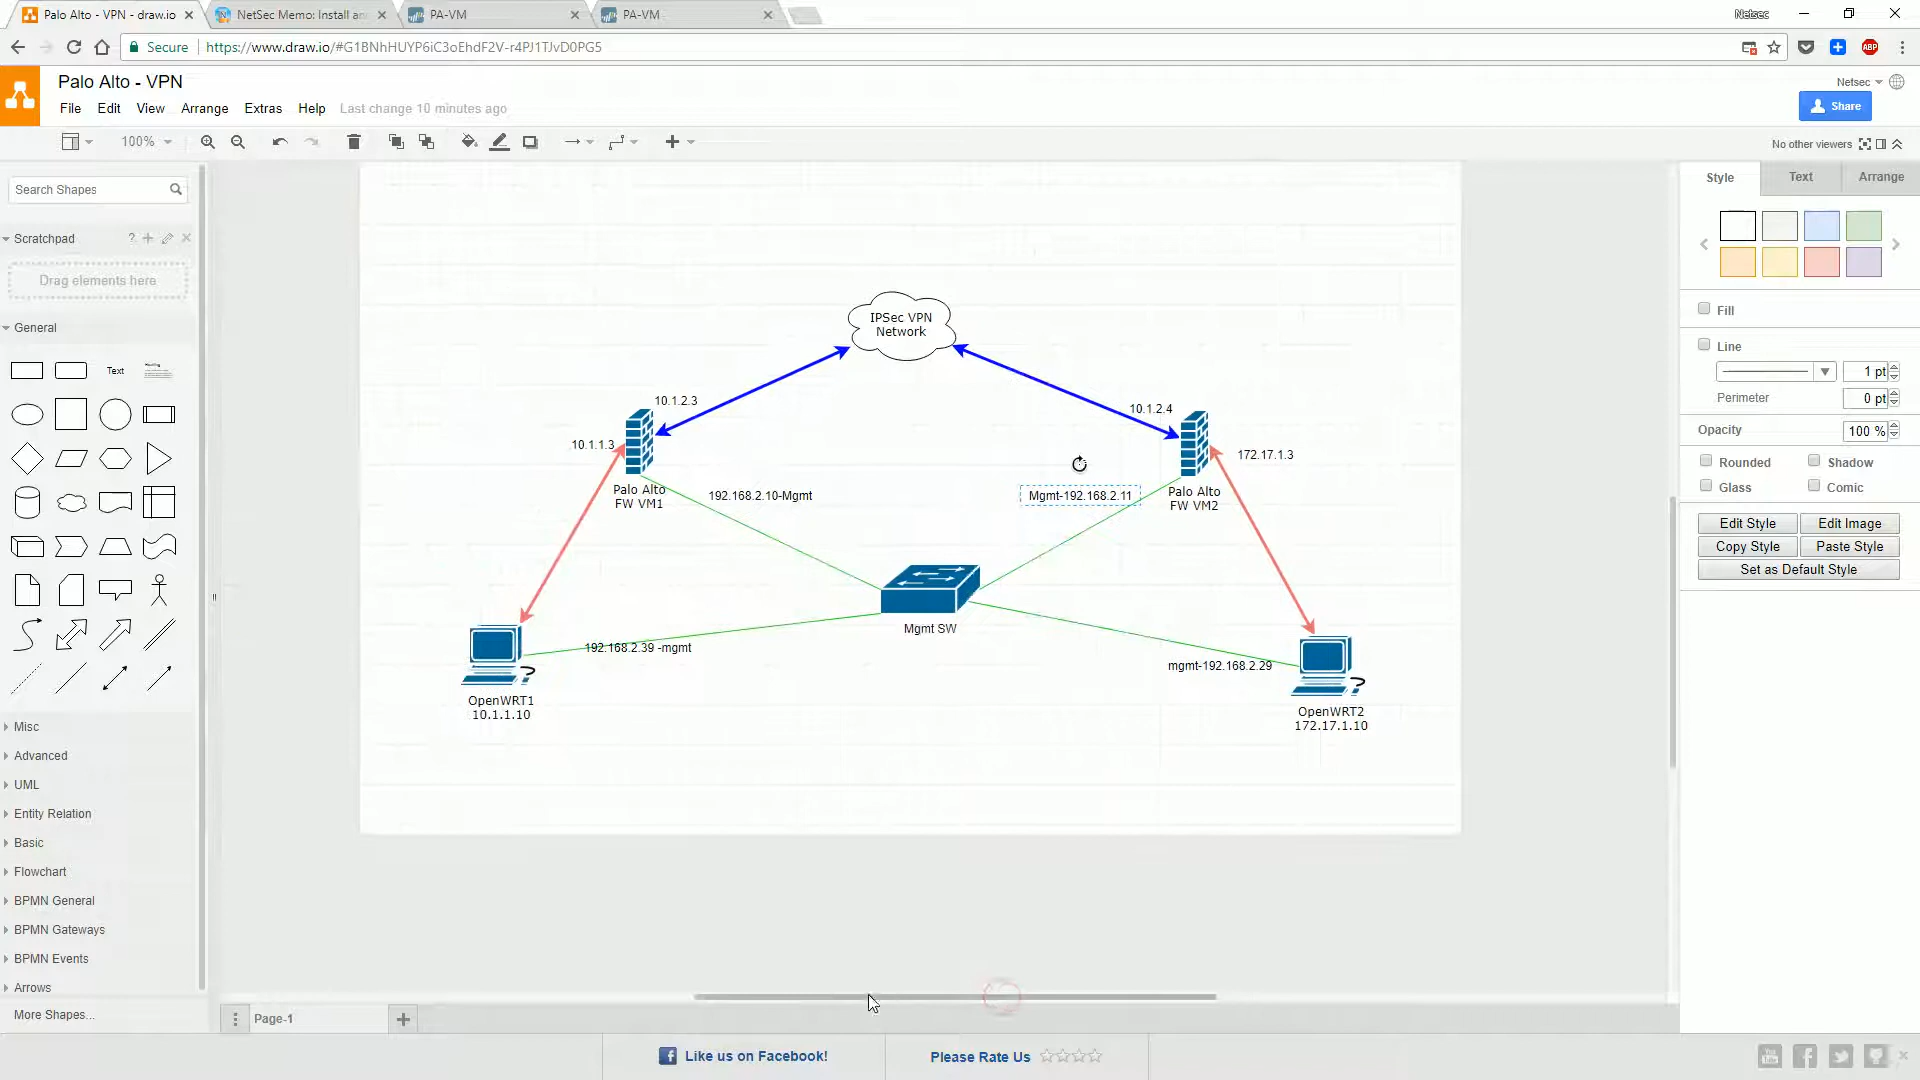 Palo Alto - VPN - draw.io
NetSec Memo: Install an
PA-VM
PA-VM
Netsec
Secure
https://www.draw.io/#G1BNhHUYP6iC3oEhdF2V-r4PJ1TJvD0PG5
ABP
Palo Alto - VPN
Netsec
File Edit View Arrange Extras Help Last change 10 minutes ago
Share
100%
No other viewers
Search Shapes
Style Text Arrange
Scratchpad
?
Drag elements here
General
Text
Heading
Misc
Advanced
UML
Entity Relation
Basic
Flowchart
BPMN General
BPMN Gateways
BPMN Events
Arrows
More Shapes...
IPSec VPN
Network
10.1.2.3
10.1.2.4
10.1.1.3
172.17.1.3
Palo Alto
FW VM1
192.168.2.10-Mgmt
Mgmt-192.168.2.11
Palo Alto
FW VM2
Mgmt SW
192.168.2.39 -mgmt
mgmt-192.168.2.29
OpenWRT1
10.1.1.10
OpenWRT2
172.17.1.10
Fill
Line
1 pt
Perimeter
0 pt
Opacity
100 %
Rounded Shadow
Glass Comic
Edit Style Edit Image
Copy Style Paste Style
Set as Default Style
Page-1
Like us on Facebook!
Please Rate Us